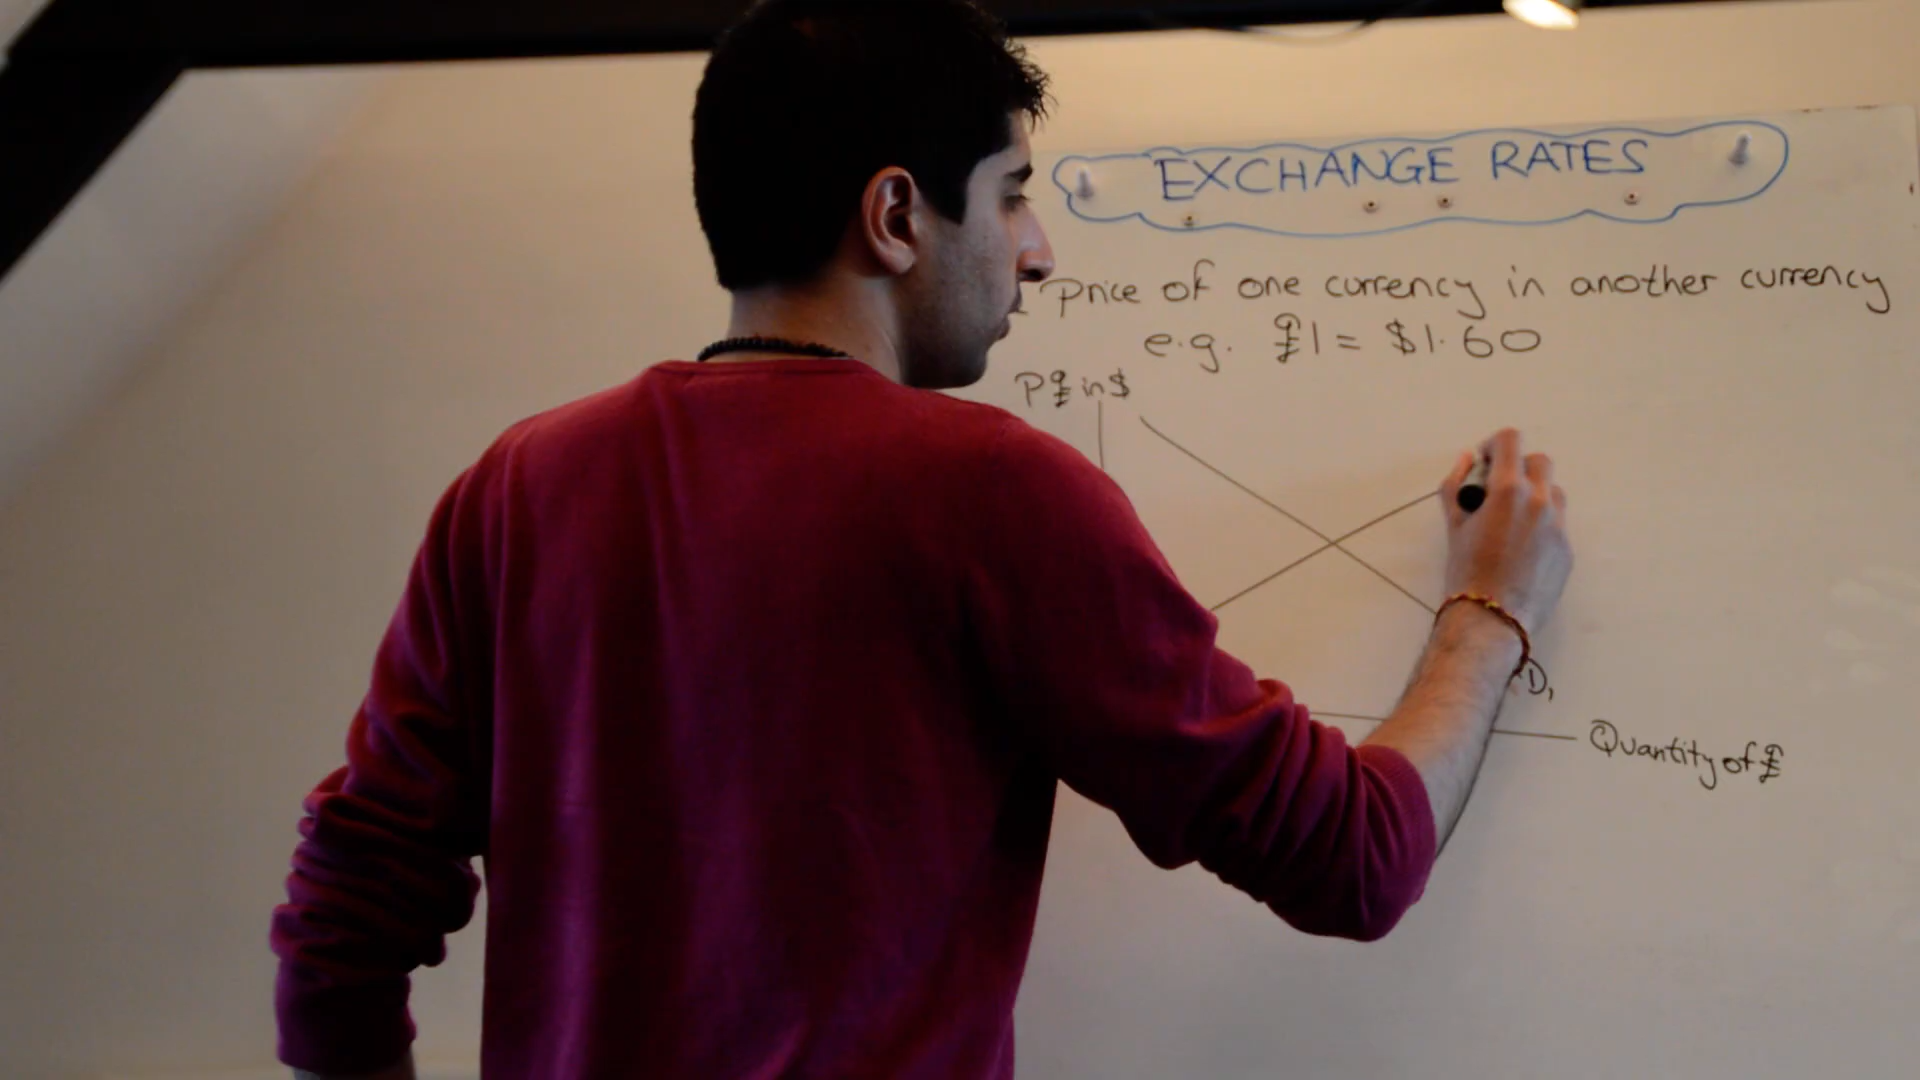 EXCHANGE RATES
Price of one currency in another currency
e.g. £1 = $1.60
P£ in $
D1
Quantity of £